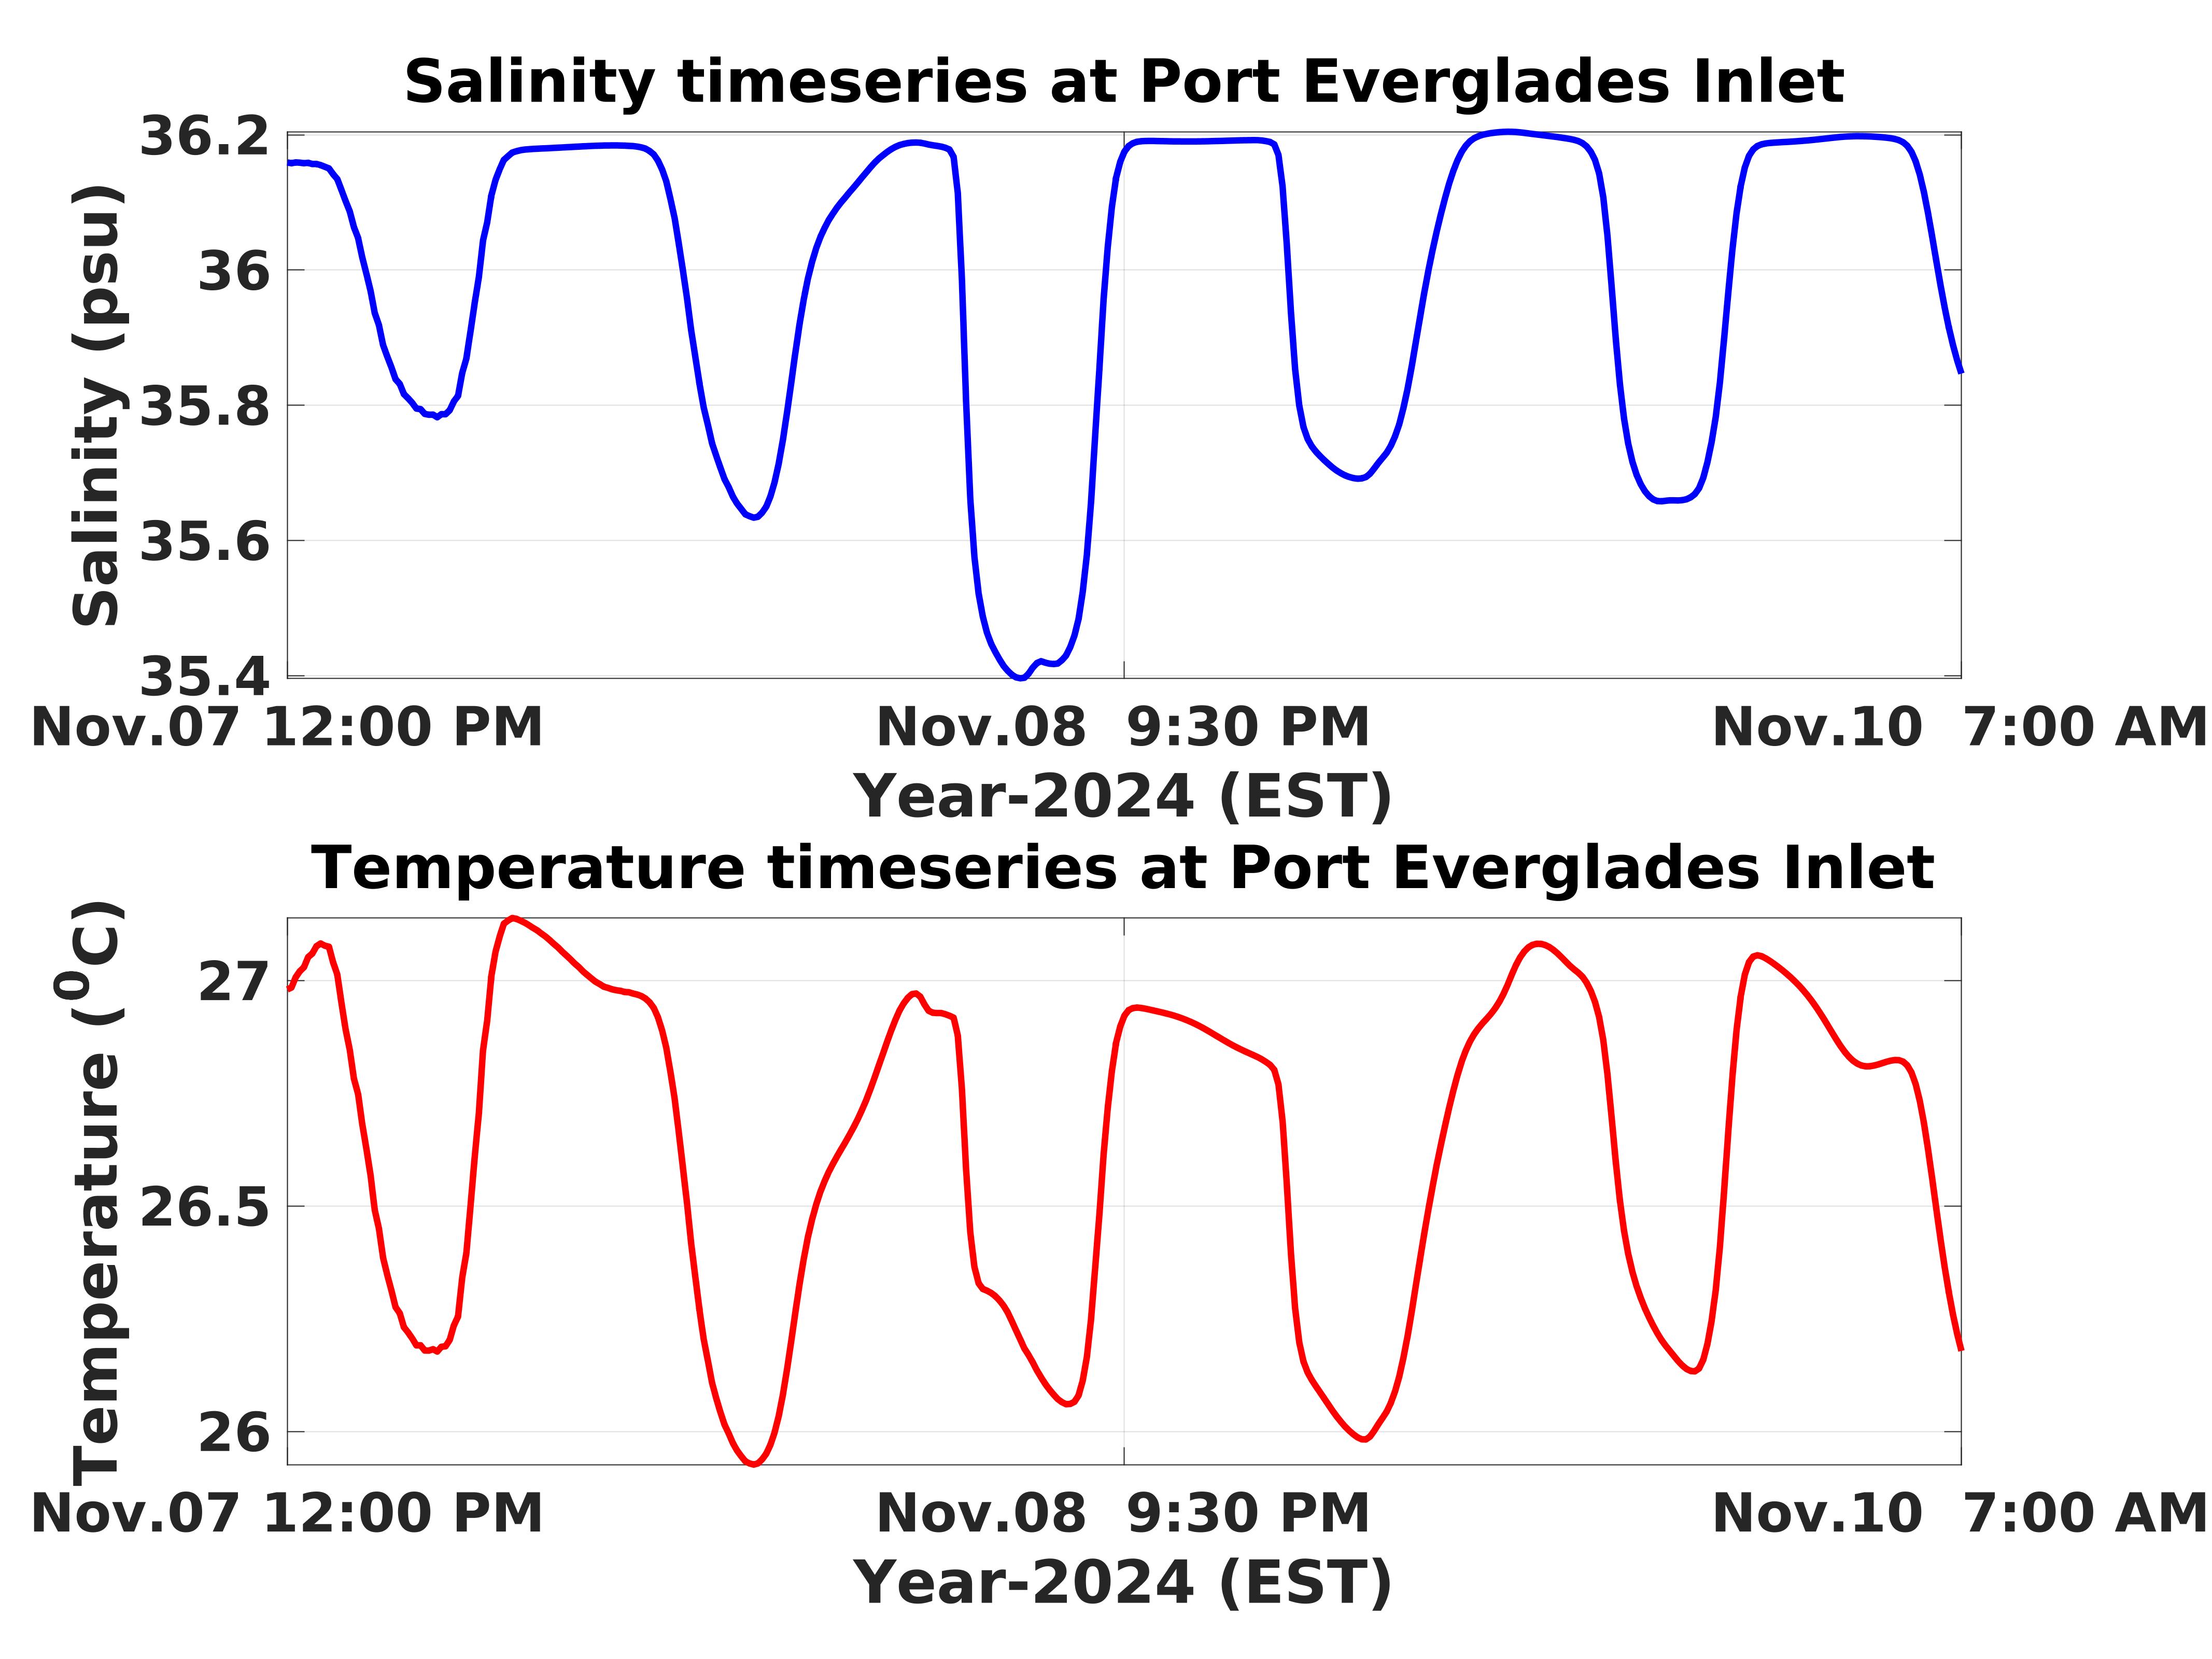 Salinity timeseries at Port Everglades Inlet
Salinity (psu)
36.2
36
35.8
35.6
35.4
Nov.07 12:00 PM
Nov.08  9:30 PM
Nov.10  7:00 AM
Year-2024 (EST)
Temperature timeseries at Port Everglades Inlet
Temperature (⁰C)
27
26.5
26
Nov.07 12:00 PM
Nov.08  9:30 PM
Nov.10  7:00 AM
Year-2024 (EST)